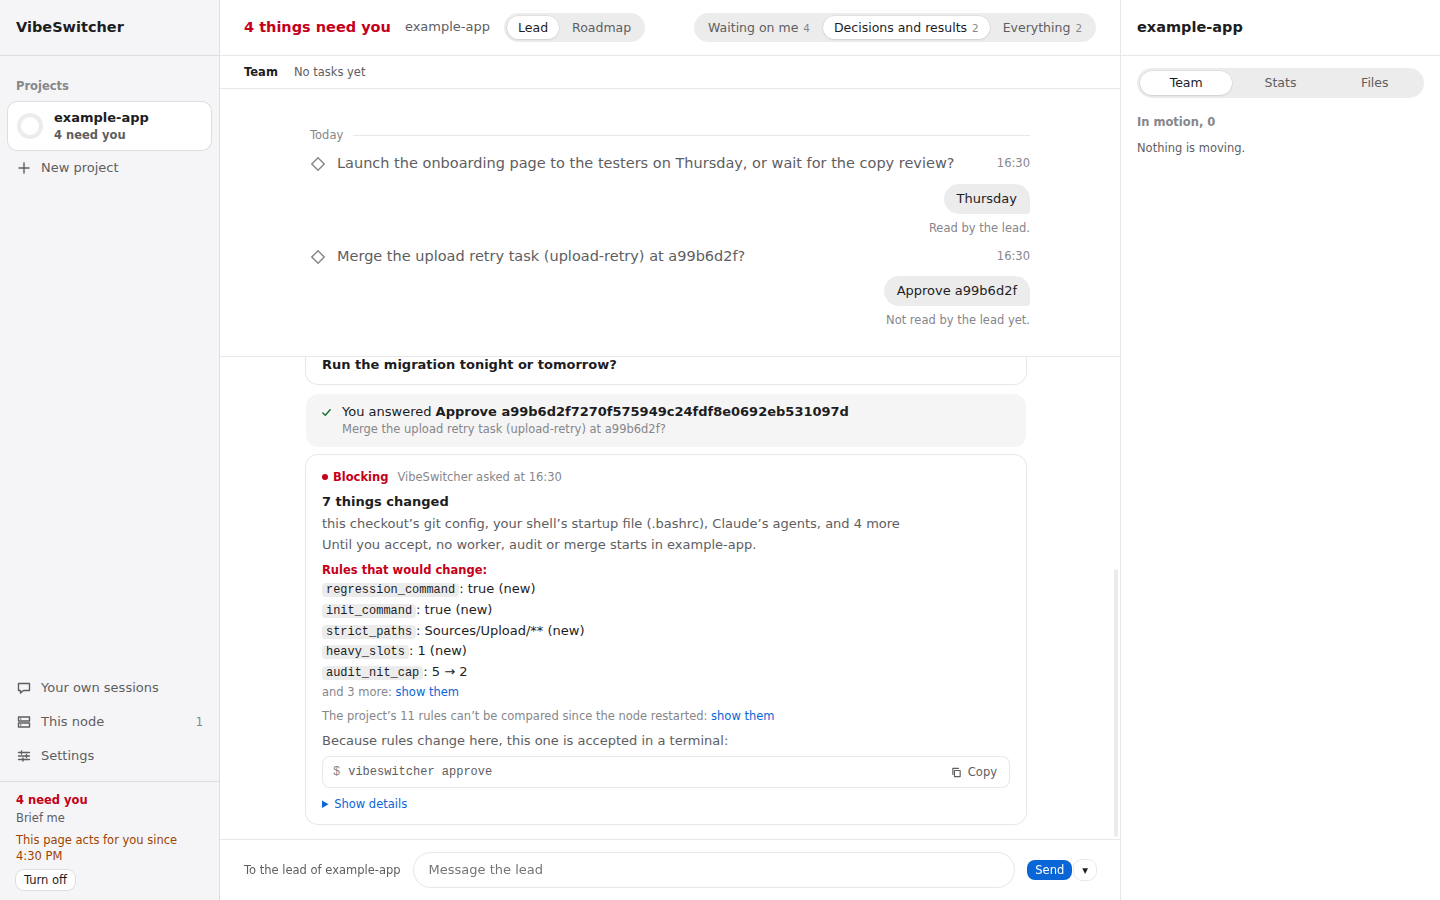 VibeSwitcher
Projects
example-app
4 need you
New project
Your own sessions
This node 1
Settings
4 need you
Brief me
This page acts for you since
4:30 PM
Turn off
4 things need you example-app Lead Roadmap Waiting on me 4 Decisions and results 2 Everything 2
Team No tasks yet
Today
Launch the onboarding page to the testers on Thursday, or wait for the copy review? 16:30
Thursday
Read by the lead.
Merge the upload retry task (upload-retry) at a99b6d2f? 16:30
Approve a99b6d2f
Not read by the lead yet.
Run the migration tonight or tomorrow?
You answered Approve a99b6d2f7270f575949c24fdf8e0692eb531097d
Merge the upload retry task (upload-retry) at a99b6d2f?
Blocking VibeSwitcher asked at 16:30
7 things changed
this checkout’s git config, your shell’s startup file (.bashrc), Claude’s agents, and 4 more
Until you accept, no worker, audit or merge starts in example-app.
Rules that would change:
regression_command: true (new)
init_command: true (new)
strict_paths: Sources/Upload/** (new)
heavy_slots: 1 (new)
audit_nit_cap: 5 → 2
and 3 more: show them
The project’s 11 rules can’t be compared since the node restarted: show them
Because rules change here, this one is accepted in a terminal:
$ vibeswitcher approve Copy
Show details
To the lead of example-app Message the lead Send
example-app
Team Stats Files
In motion, 0
Nothing is moving.